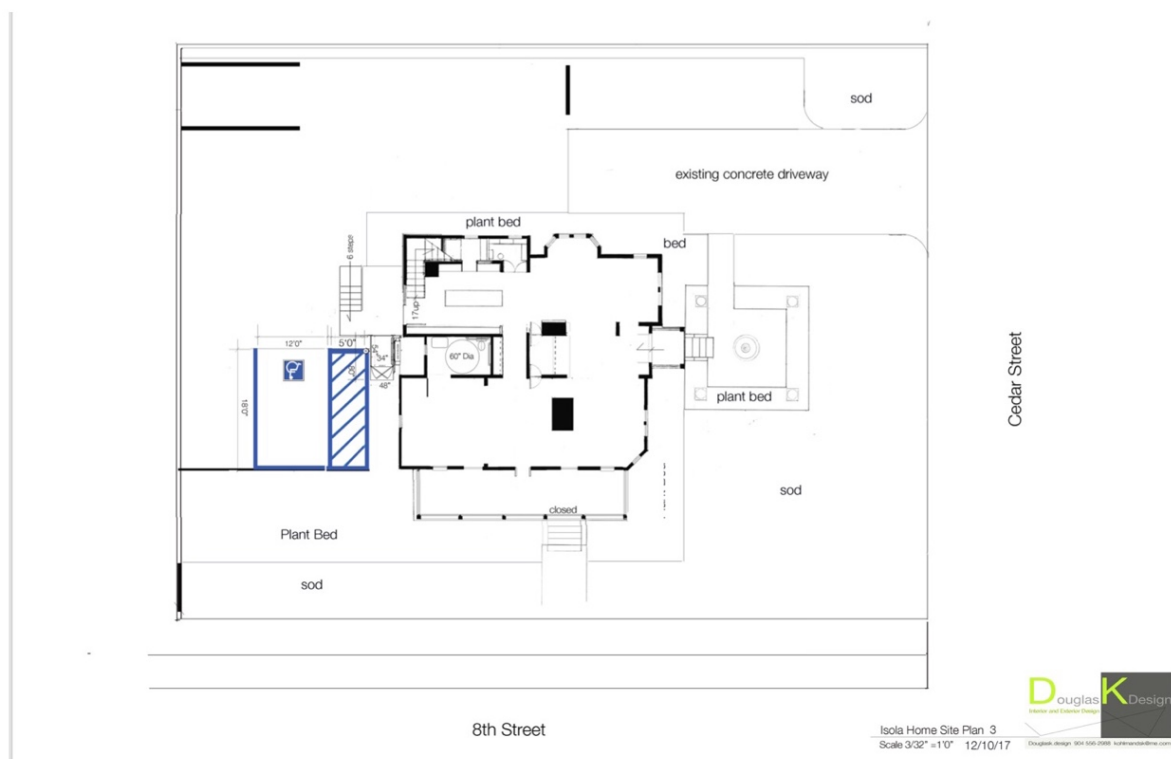 sod
existing concrete driveway
plant bed
bed
6 steps
17up
12'0"
5'0"
54"
34"
48"
60" Dia
18'0"
plant bed
Cedar Street
sod
closed
Plant Bed
sod
8th Street
Douglas K Design
Interior and Exterior Design
Isola Home Site Plan 3
Scale 3/32" =1'0" 12/10/17